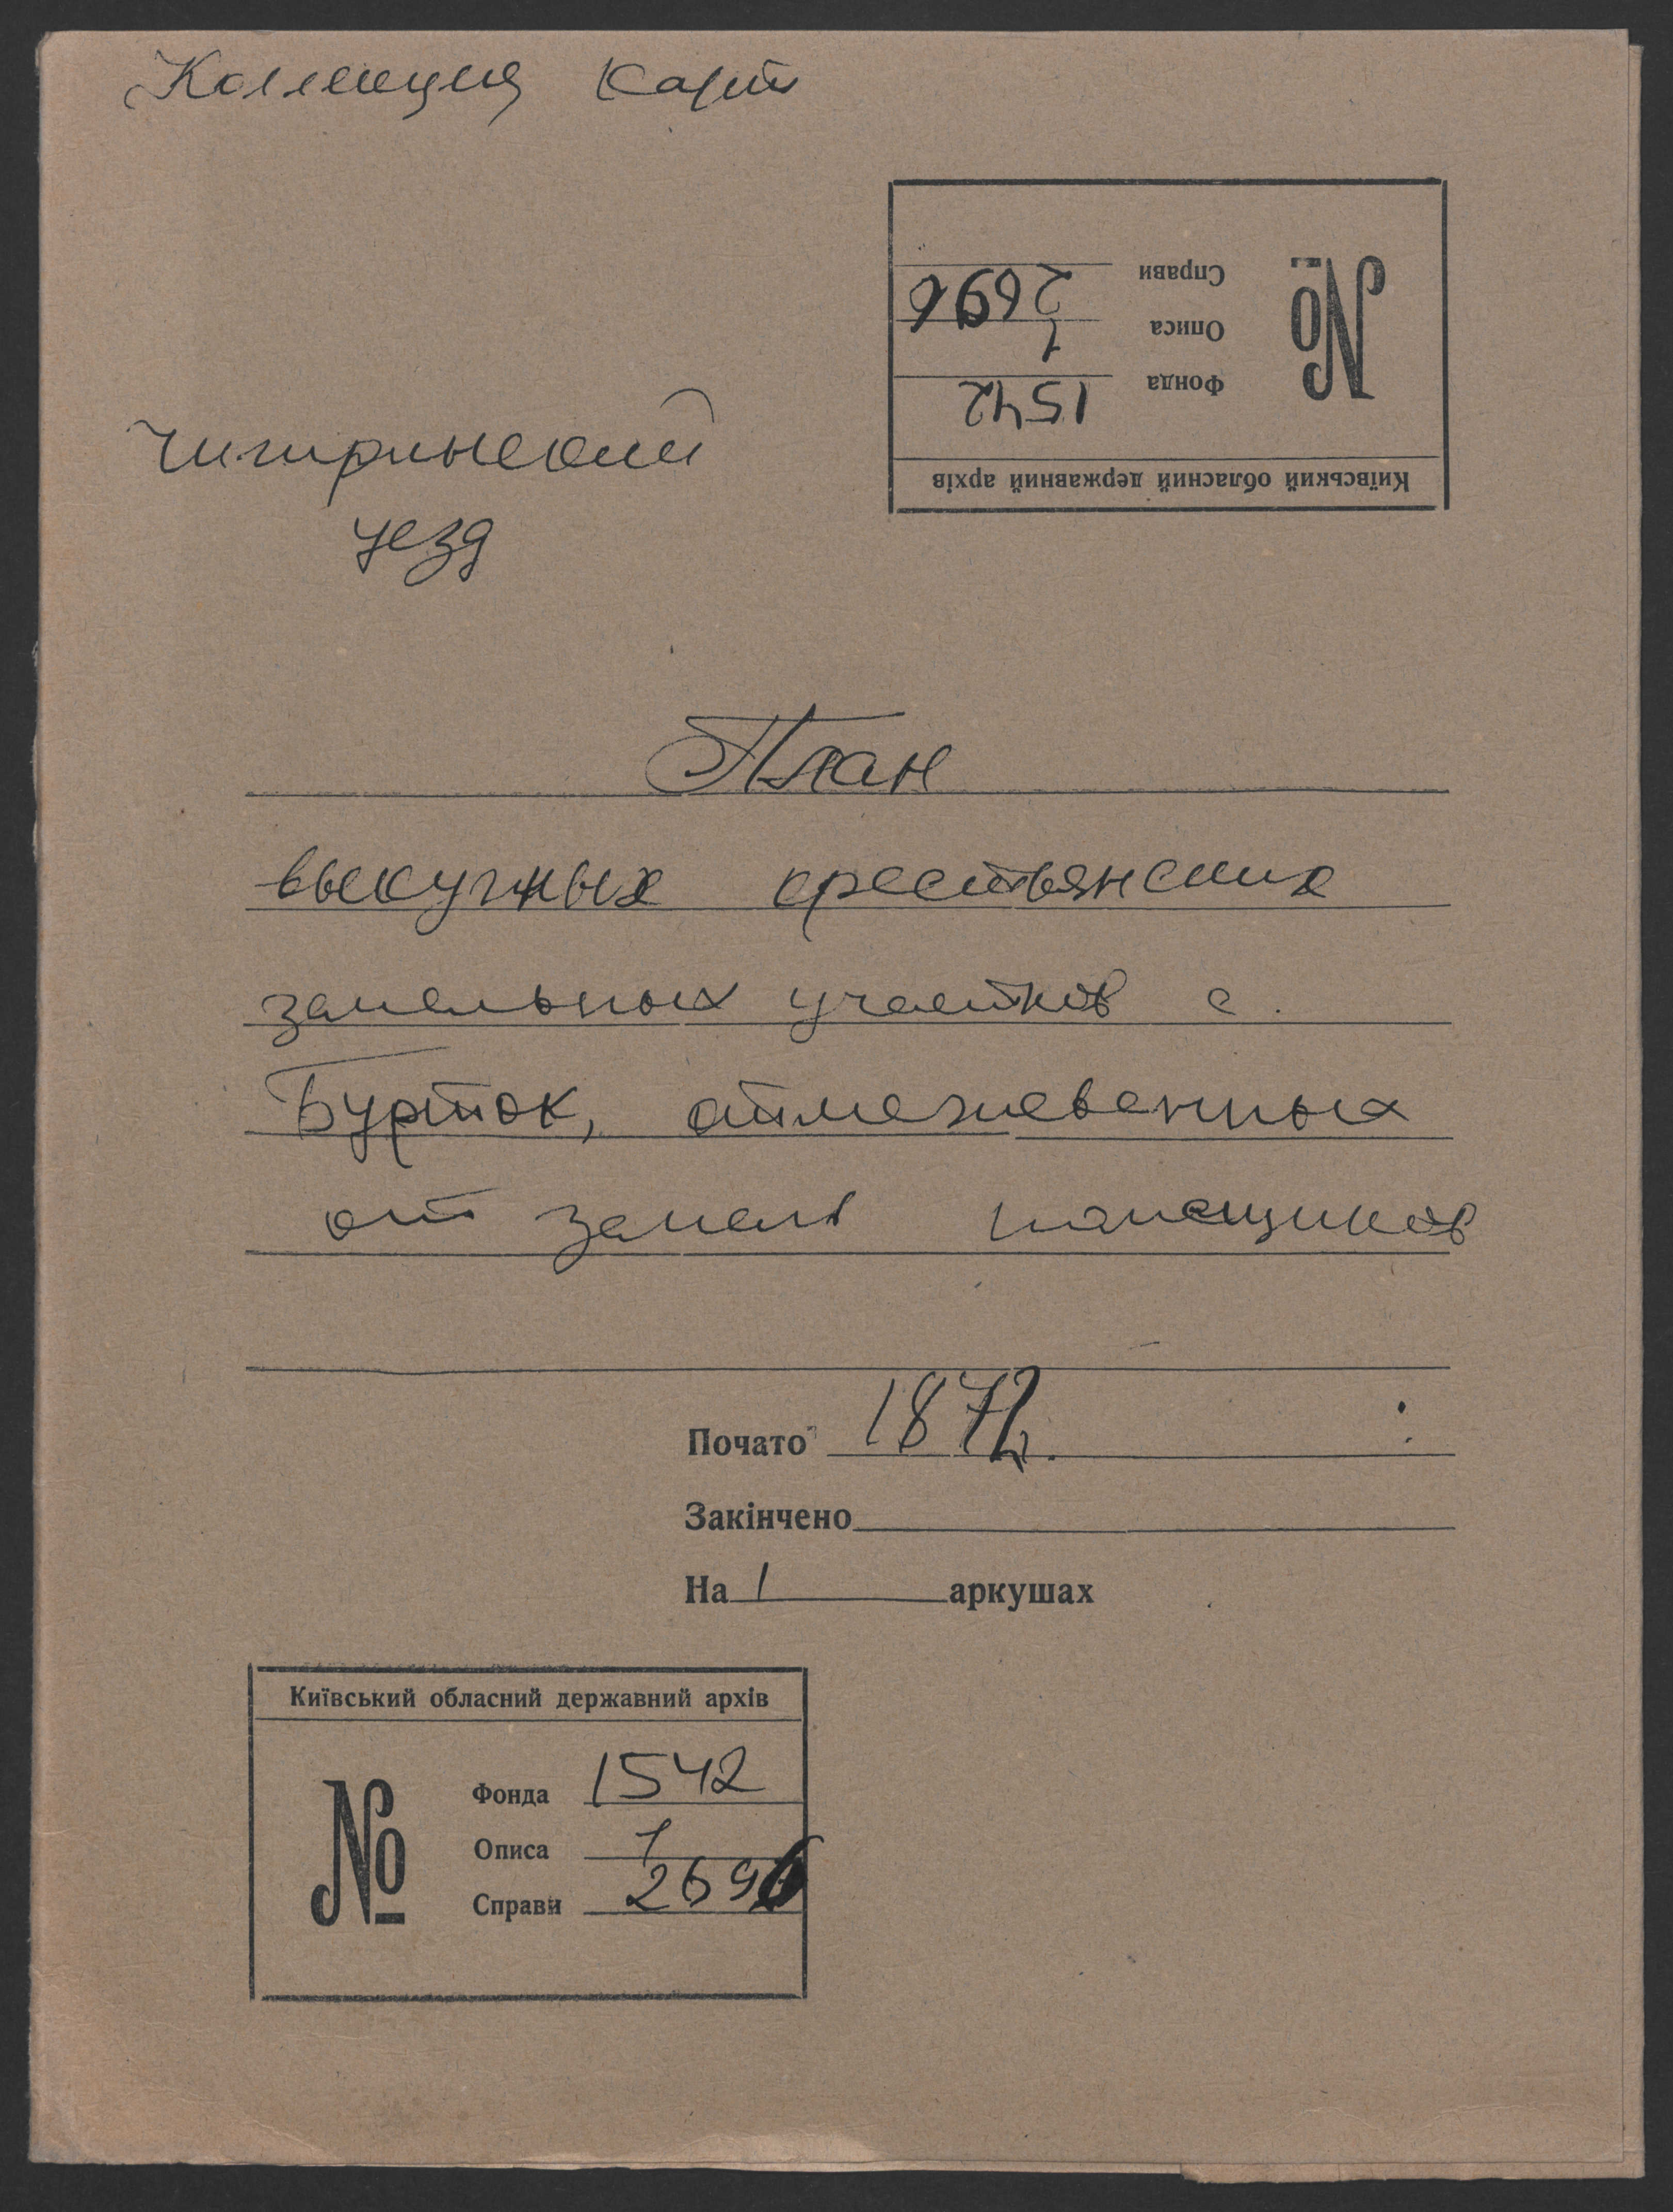 Коллекция карт
Київський обласний державний архів
№
Фонда 1542
Описа 1
Справи 2696
Чигиринский
уезд
План
выкупных крестьянских
земельных участков с.
Бурток, отмежеванных
от земель помещиков
Почато 1872.
Закінчено
На 1 аркушах
Київський обласний державний архів
№
Фонда 1542
Описа 1
Справи 2696